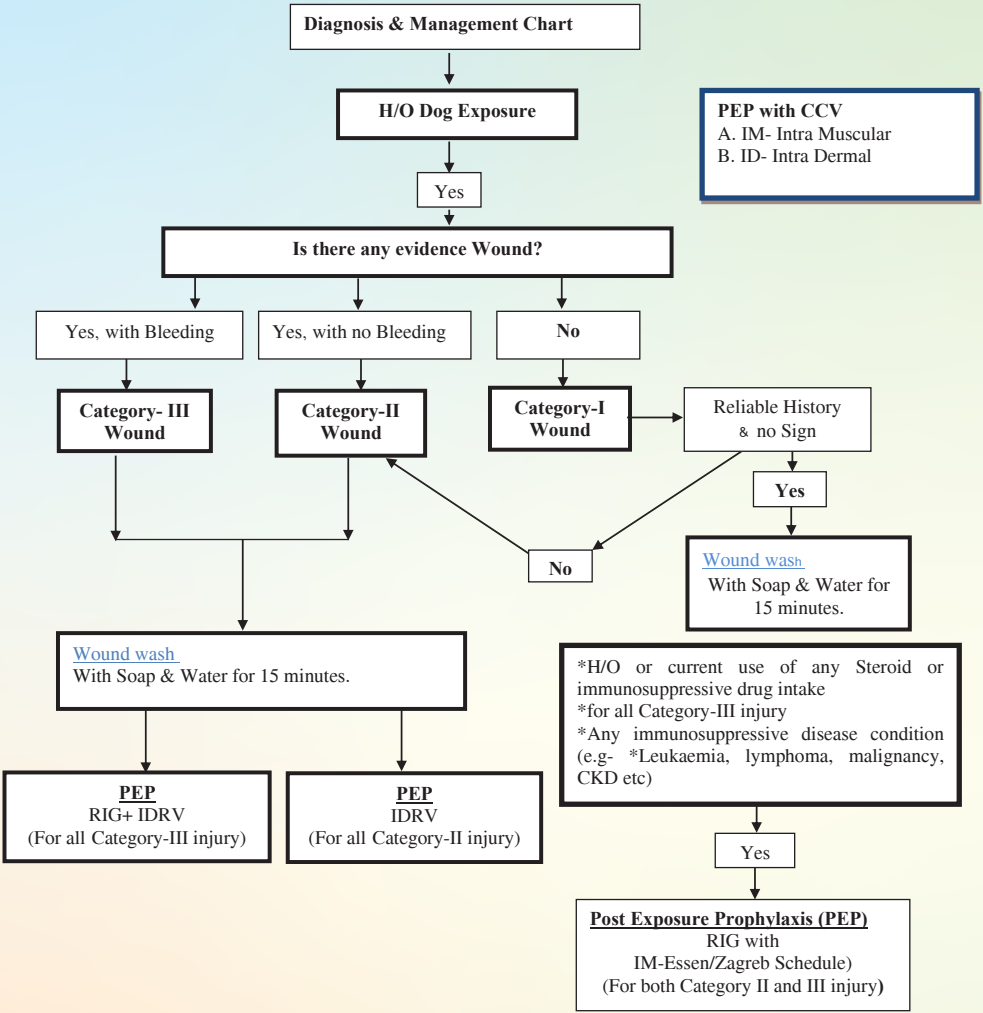 Diagnosis & Management Chart
H/O Dog Exposure
PEP with CCV
A. IM- Intra Muscular
B. ID- Intra Dermal
Yes
Is there any evidence Wound?
Yes, with Bleeding
Yes, with no Bleeding
No
Category- III
Wound
Category-II
Wound
Category-I
Wound
Reliable History
& no Sign
Yes
No
Wound wash
With Soap & Water for
15 minutes.
Wound wash
With Soap & Water for 15 minutes.
*H/O or current use of any Steroid or
immunosuppressive drug intake
*for all Category-III injury
*Any immunosuppressive disease condition
(e.g- *Leukaemia, lymphoma, malignancy,
CKD etc)
PEP
RIG+ IDRV
(For all Category-III injury)
PEP
IDRV
(For all Category-II injury)
Yes
Post Exposure Prophylaxis (PEP)
RIG with
IM-Essen/Zagreb Schedule)
(For both Category II and III injury)